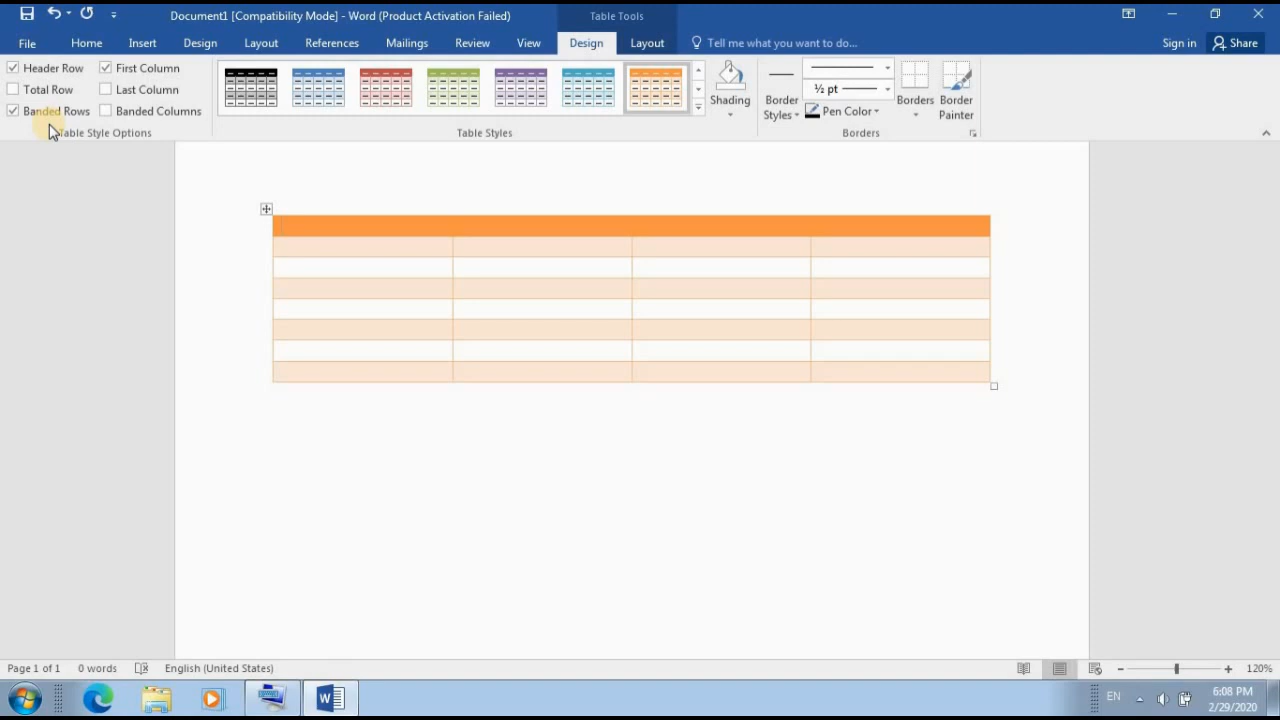 Document1 [Compatibility Mode] - Word (Product Activation Failed)
Table Tools
File Home Insert Design Layout References Mailings Review View Design Layout Tell me what you want to do... Sign in Share
Header Row First Column
Total Row Last Column
Banded Rows Banded Columns
Table Style Options
Table Styles
Shading
Border Styles
½ pt
Pen Color
Borders
Border Painter
Borders
Page 1 of 1 0 words English (United States) 120%
EN 6:08 PM
2/29/2020